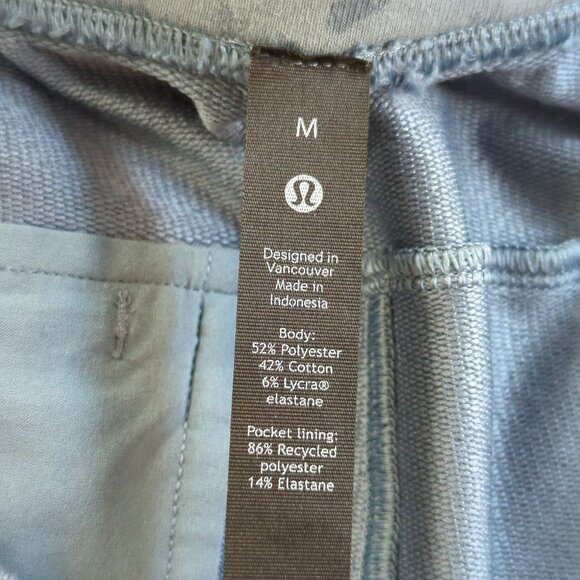 M
Designed in
Vancouver
Made in
Indonesia
Body:
52% Polyester
42% Cotton
6% Lycra®
elastane
Pocket lining:
86% Recycled
polyester
14% Elastane